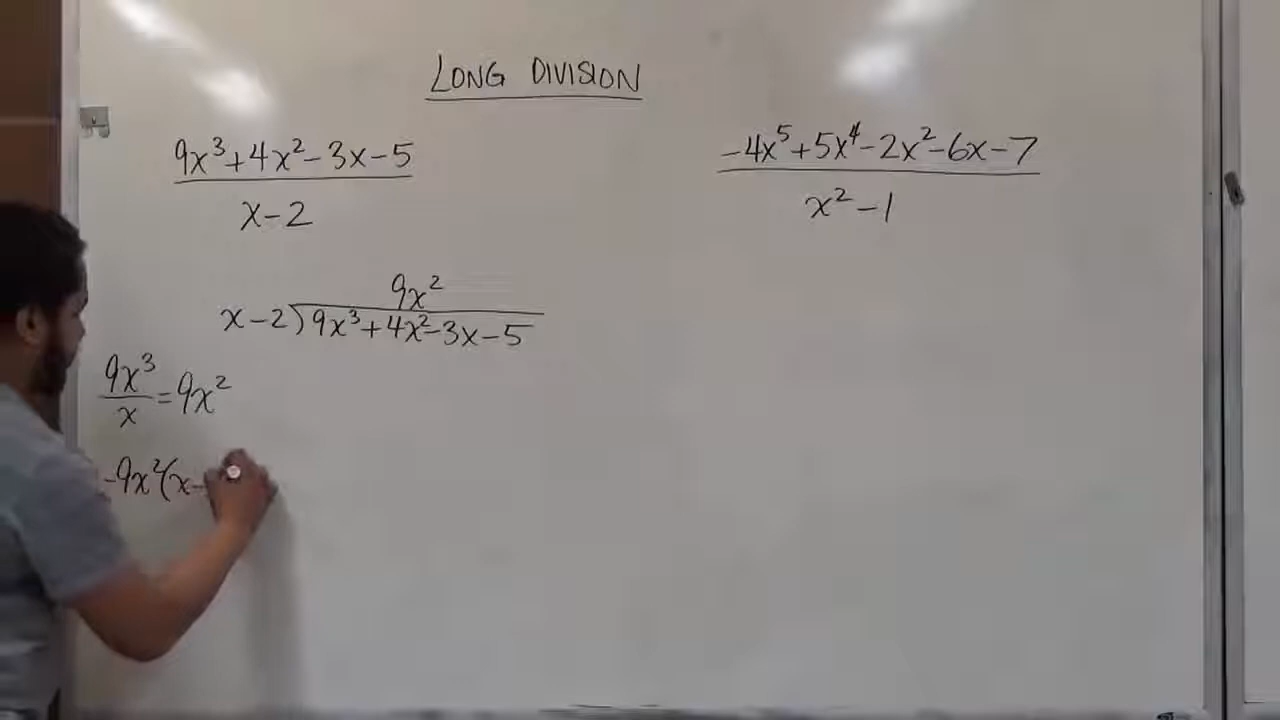 LONG DIVISION
9x³+4x²-3x-5
x-2
-4x⁵+5x⁴-2x²-6x-7
x²-1
9x²
x-2)9x³+4x²-3x-5
9x³
x
=9x²
-9x²(x-